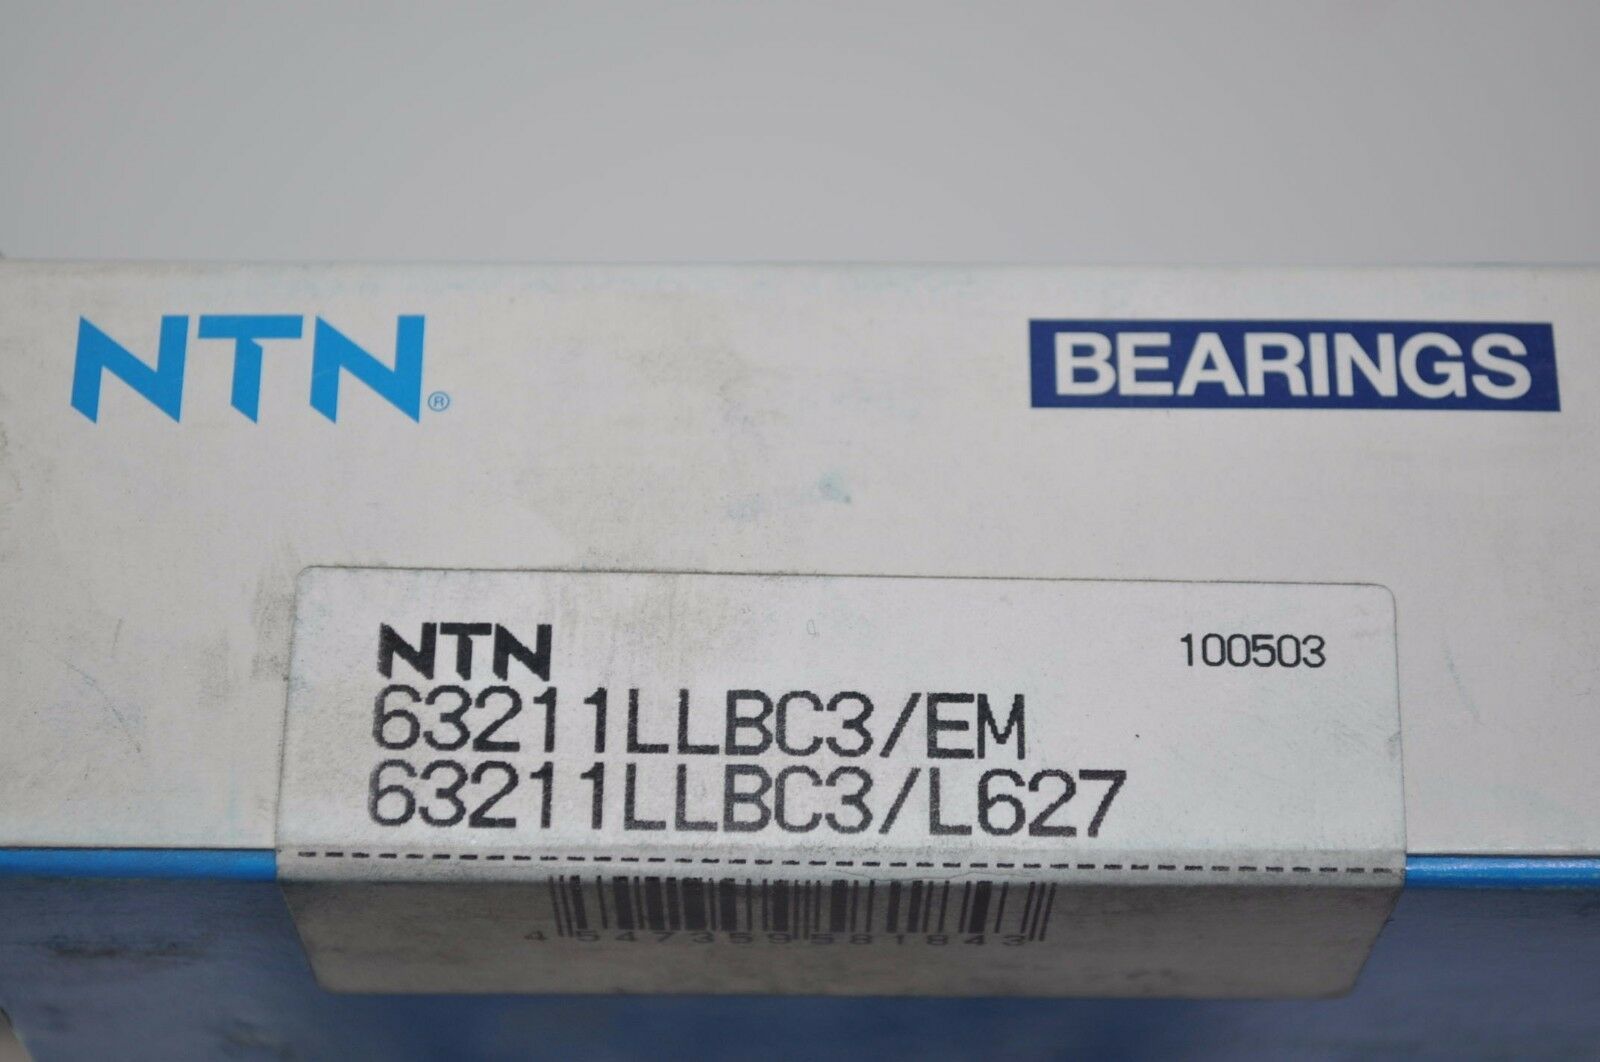 NTN®
BEARINGS
NTN
100503
63211LLBC3/EM
63211LLBC3/L627
4547359581843